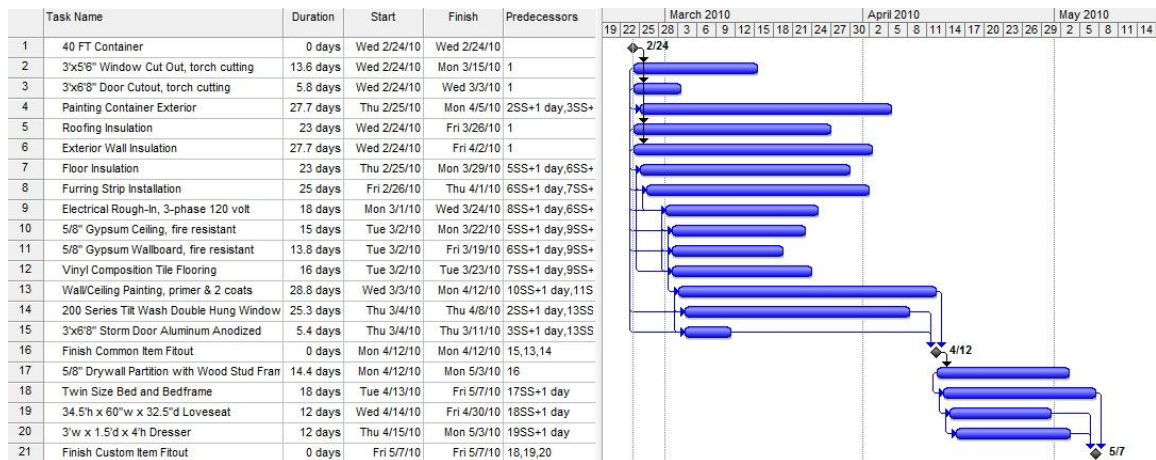 Task Name Duration Start Finish Predecessors March 2010 April 2010 May 2010
19 22 25 28 3 6 9 12 15 18 21 24 27 30 2 5 8 11 14 17 20 23 26 29 2 5 8 11 14
1 40 FT Container 0 days Wed 2/24/10 Wed 2/24/10 2/24
2 3'x5'6" Window Cut Out, torch cutting 13.6 days Wed 2/24/10 Mon 3/15/10 1
3 3'x6'8" Door Cutout, torch cutting 5.8 days Wed 2/24/10 Wed 3/3/10 1
4 Painting Container Exterior 27.7 days Thu 2/25/10 Mon 4/5/10 2SS+1 day,3SS+
5 Roofing Insulation 23 days Wed 2/24/10 Fri 3/26/10 1
6 Exterior Wall Insulation 27.7 days Wed 2/24/10 Fri 4/2/10 1
7 Floor Insulation 23 days Thu 2/25/10 Mon 3/29/10 5SS+1 day,6SS+
8 Furring Strip Installation 25 days Fri 2/26/10 Thu 4/1/10 6SS+1 day,7SS+
9 Electrical Rough-In, 3-phase 120 volt 18 days Mon 3/1/10 Wed 3/24/10 8SS+1 day,6SS+
10 5/8" Gypsum Ceiling, fire resistant 15 days Tue 3/2/10 Mon 3/22/10 5SS+1 day,9SS+
11 5/8" Gypsum Wallboard, fire resistant 13.8 days Tue 3/2/10 Fri 3/19/10 6SS+1 day,9SS+
12 Vinyl Composition Tile Flooring 16 days Tue 3/2/10 Tue 3/23/10 7SS+1 day,9SS+
13 Wall/Ceiling Painting, primer & 2 coats 28.8 days Wed 3/3/10 Mon 4/12/10 10SS+1 day,11S
14 200 Series Tilt Wash Double Hung Window 25.3 days Thu 3/4/10 Thu 4/8/10 2SS+1 day,13SS
15 3'x6'8" Storm Door Aluminum Anodized 5.4 days Thu 3/4/10 Thu 3/11/10 3SS+1 day,13SS
16 Finish Common Item Fitout 0 days Mon 4/12/10 Mon 4/12/10 15,13,14 4/12
17 5/8" Drywall Partition with Wood Stud Fram 14.4 days Mon 4/12/10 Mon 5/3/10 16
18 Twin Size Bed and Bedframe 18 days Tue 4/13/10 Fri 5/7/10 17SS+1 day
19 34.5'h x 60"w x 32.5"d Loveseat 12 days Wed 4/14/10 Fri 4/30/10 18SS+1 day
20 3'w x 1.5'd x 4'h Dresser 12 days Thu 4/15/10 Mon 5/3/10 19SS+1 day
21 Finish Custom Item Fitout 0 days Fri 5/7/10 Fri 5/7/10 18,19,20 5/7